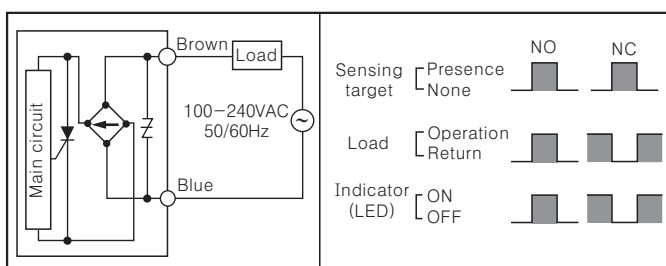 Main circuit
Brown
Load
100−240VAC
50/60Hz
~
Blue
NO NC
Sensing target
Presence
None
Load
Operation
Return
Indicator (LED)
ON
OFF